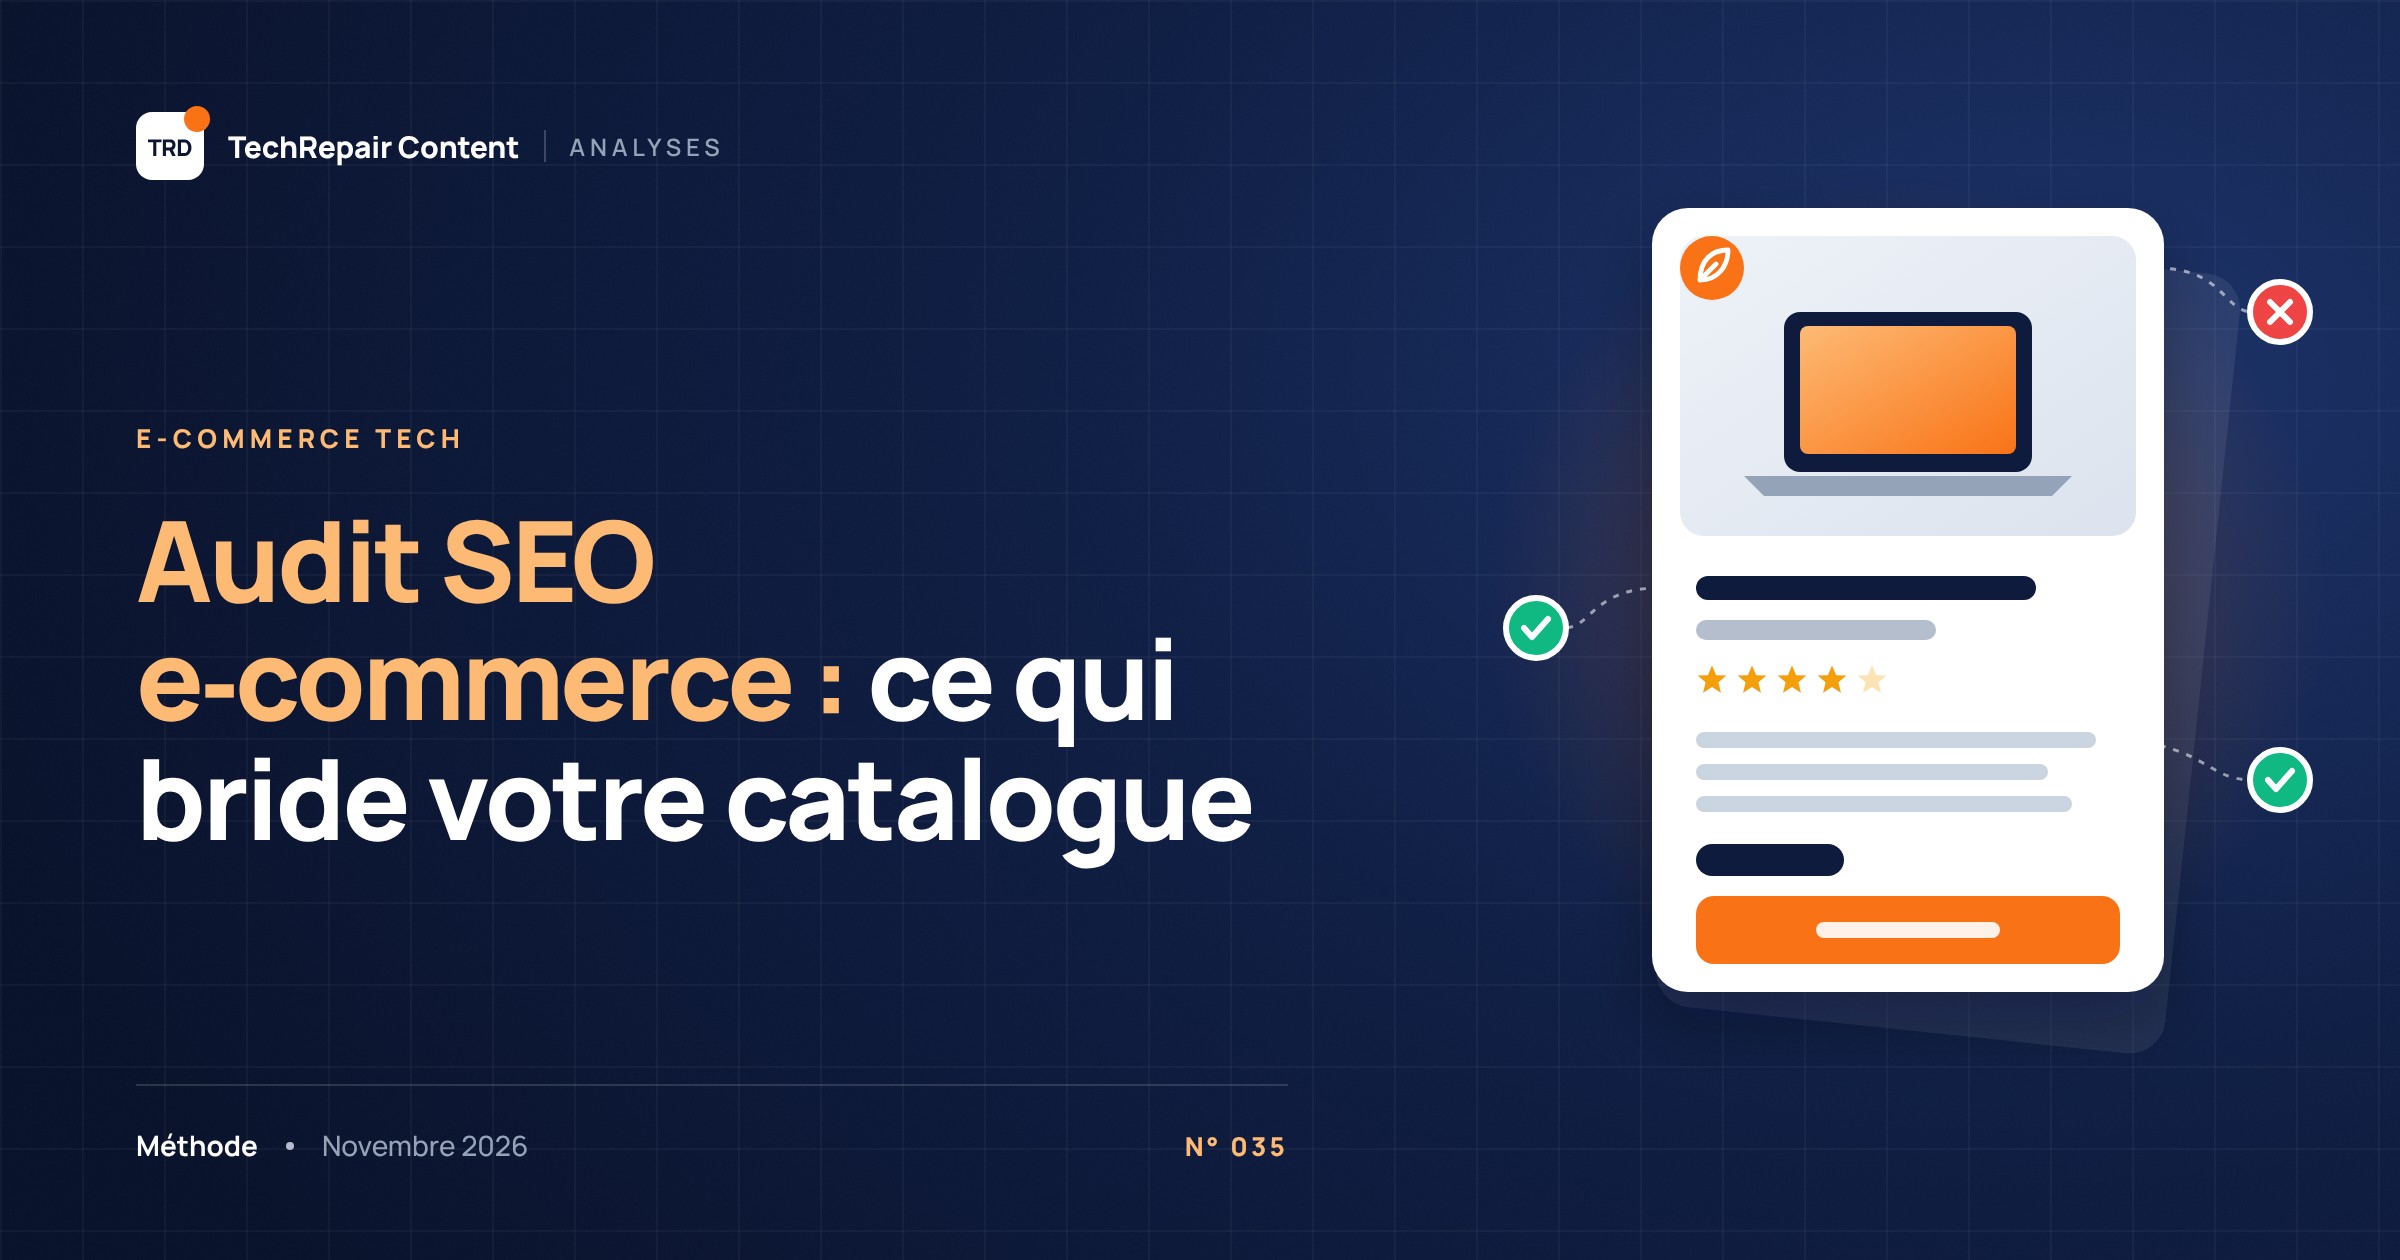 TRD
TechRepair Content | ANALYSES
E-COMMERCE TECH
Audit SEO
e-commerce : ce qui
bride votre catalogue
Méthode • Novembre 2026
N° 035